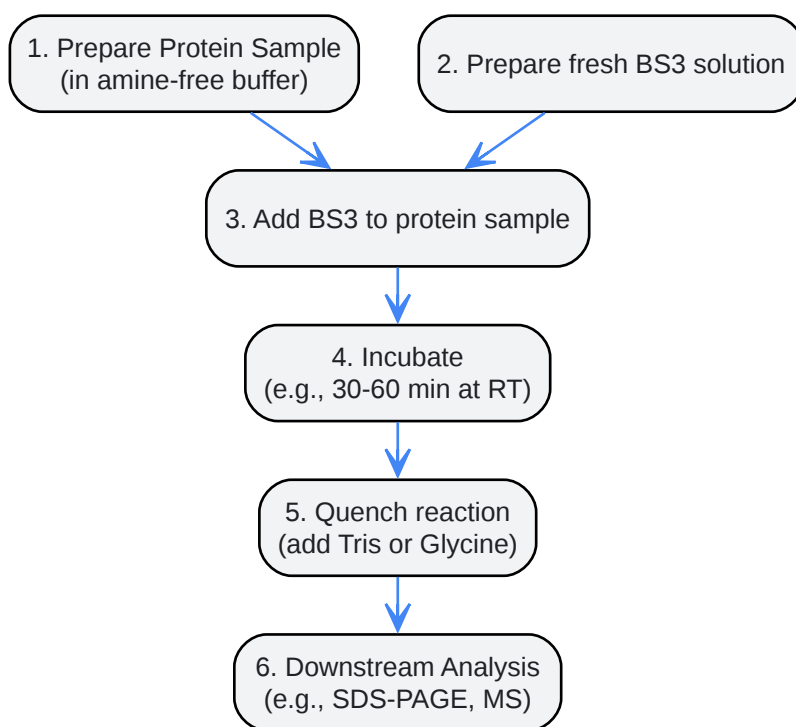 1. Prepare Protein Sample
(in amine-free buffer)
2. Prepare fresh BS3 solution
3. Add BS3 to protein sample
4. Incubate
(e.g., 30-60 min at RT)
5. Quench reaction
(add Tris or Glycine)
6. Downstream Analysis
(e.g., SDS-PAGE, MS)